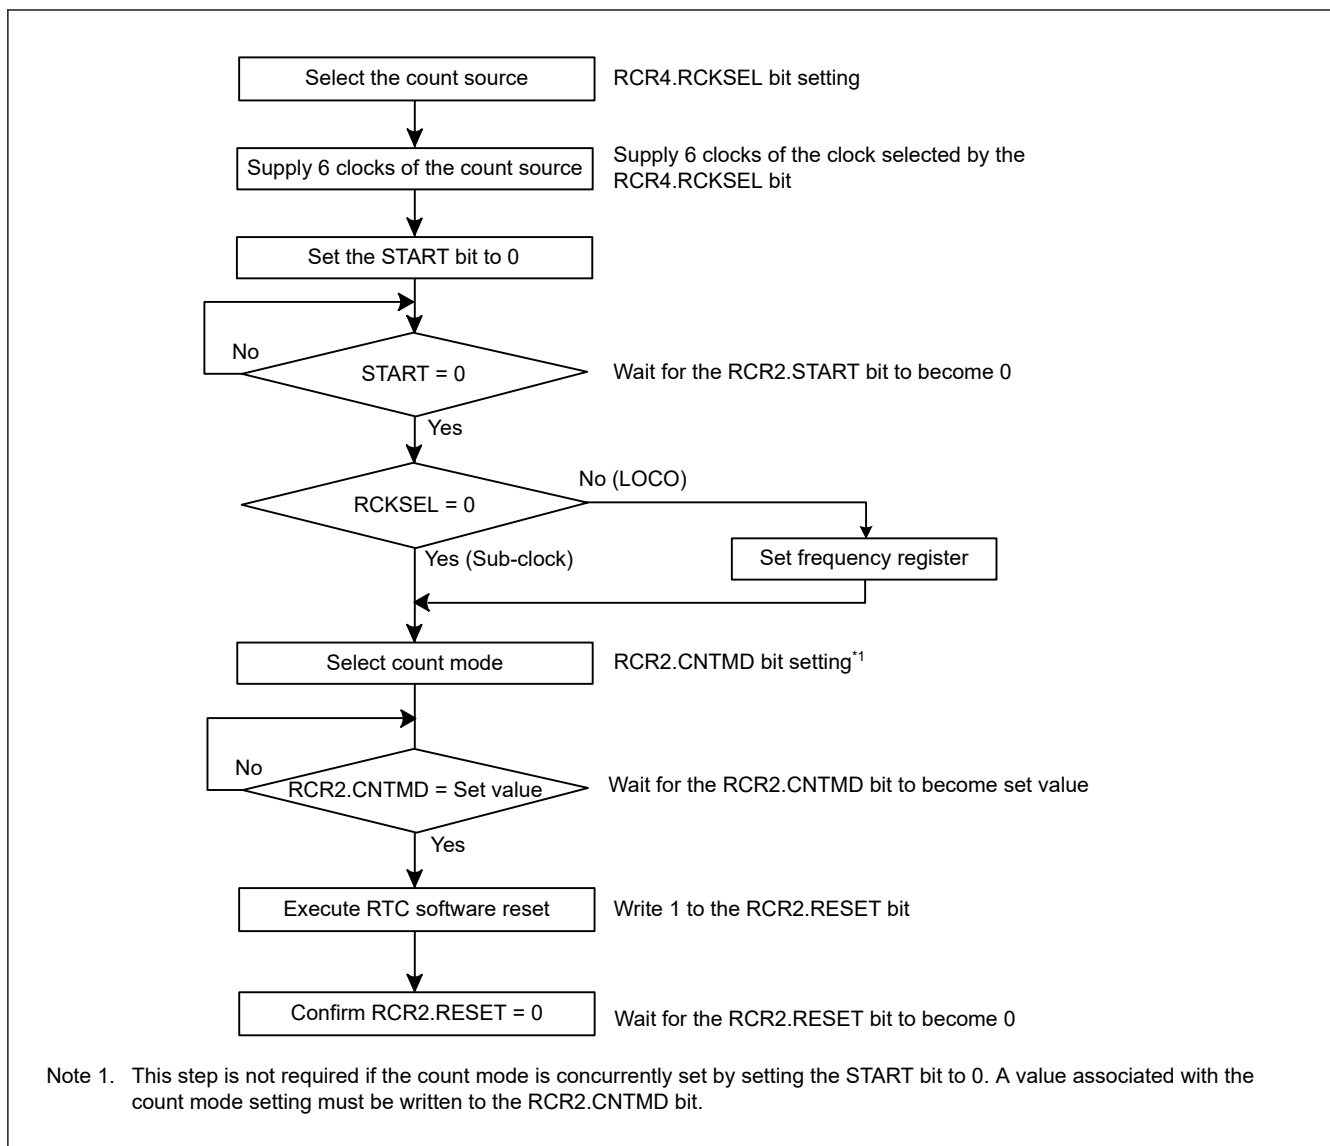 Select the count source
RCR4.RCKSEL bit setting
Supply 6 clocks of the count source
Supply 6 clocks of the clock selected by the
RCR4.RCKSEL bit
Set the START bit to 0
No
START = 0
Wait for the RCR2.START bit to become 0
Yes
No (LOCO)
RCKSEL = 0
Yes (Sub-clock)
Set frequency register
Select count mode
RCR2.CNTMD bit setting*1
No
RCR2.CNTMD = Set value
Wait for the RCR2.CNTMD bit to become set value
Yes
Execute RTC software reset
Write 1 to the RCR2.RESET bit
Confirm RCR2.RESET = 0
Wait for the RCR2.RESET bit to become 0
Note 1. This step is not required if the count mode is concurrently set by setting the START bit to 0. A value associated with the
count mode setting must be written to the RCR2.CNTMD bit.